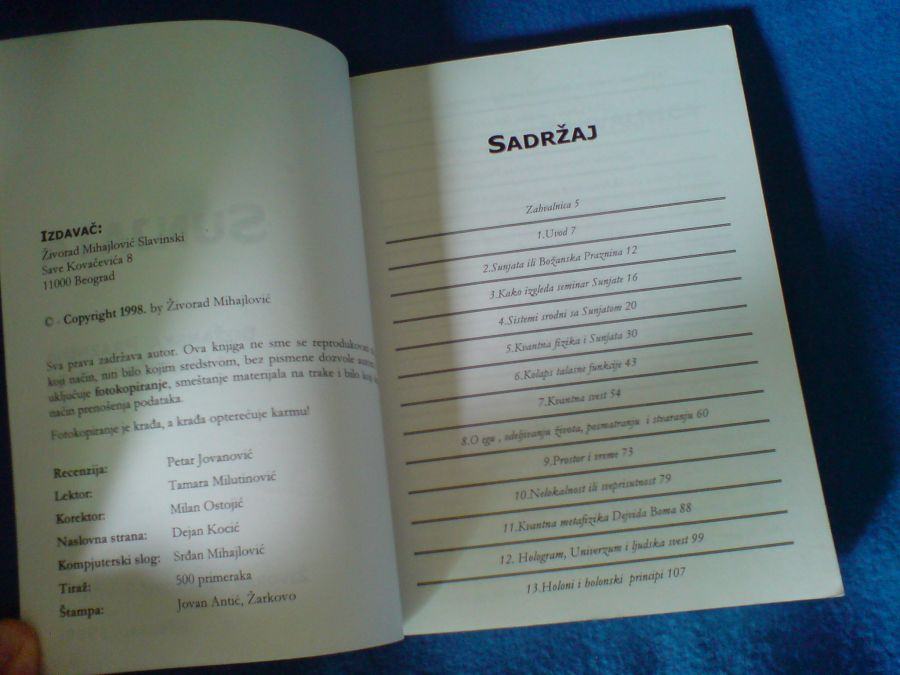 IZDAVAČ:
Živorad Mihajlović Slavinski
Save Kovačevića 8
11000 Beograd
© - Copyright 1998. by Živorad Mihajlović
Sva prava zadržava autor. Ova knjiga ne sme se reprodukovati
koji način, niti bilo kojim sredstvom, bez pismene dozvole
uključuje fotokopiranje, smeštanje materijala na trake i bilo koji
način prenošenja podataka.
Fotokopiranje je krađa, a krađa opterećuje karmu!
Recenzija: Petar Jovanović
Lektor: Tamara Milutinović
Korektor: Milan Ostojić
Naslovna strana: Dejan Kocić
Kompjuterski slog: Srđan Mihajlović
Tiraž: 500 primeraka
Štampa: Jovan Antić, Žarkovo
SADRŽAJ
Zahvalnica 5
1.Uvod 7
2.Sunjata ili Božanska Praznina 12
3.Kako izgleda seminar Sunjate 16
4.Sistemi srodni sa Sunjatom 20
5.Kvantna fizika i Sunjata 30
6.Kolaps talasne funkcije 43
7.Kvantna svest 54
8.O egu , odeljivanju života, posmatranju i stvaranju 60
9.Prostor i vreme 73
10.Nelokalnost ili sveprisutnost 79
11.Kvantna metafizika Dejvida Boma 88
12. Hologram, Univerzum i ljudska svest 99
13.Holoni i holonski principi 107